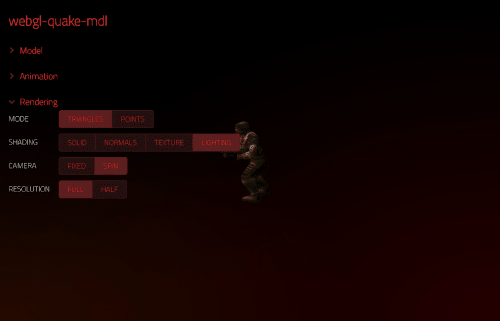 webgl-quake-mdl
Model
Animation
Rendering
MODE TRIANGLES POINTS
SHADING SOLID NORMALS TEXTURE LIGHTING
CAMERA FIXED SPIN
RESOLUTION FULL HALF